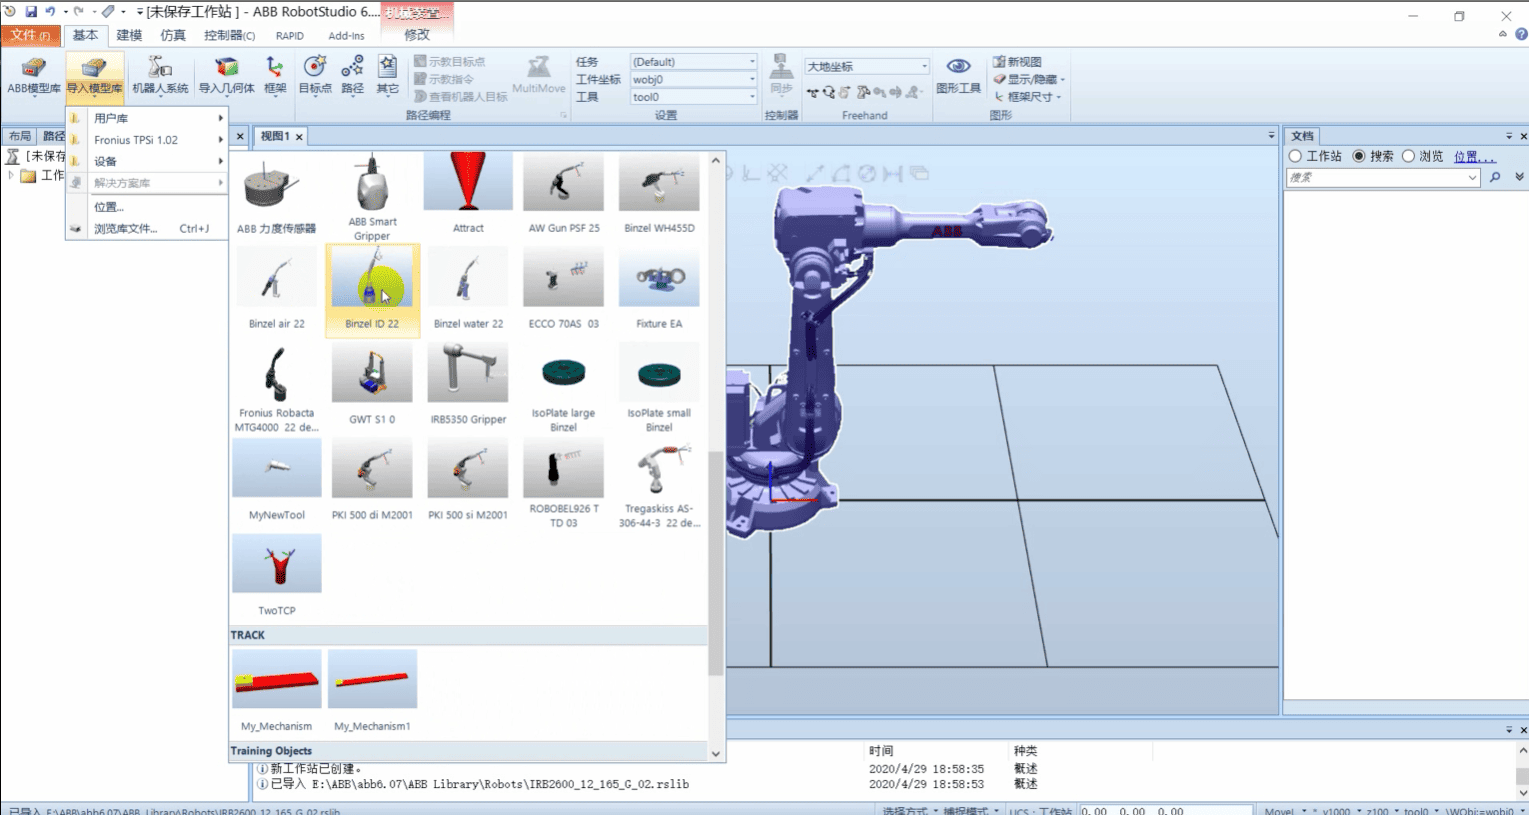 [未保存工作站 ] - ABB RobotStudio 6....
机械装置...
文件(F) 基本 建模 仿真 控制器(C) RAPID Add-Ins 修改
ABB模型库 导入模型库 机器人系统 导入几何体 框架 目标点 路径 其它
示教目标点
示教指令
查看机器人目标
MultiMove
路径编程
任务 (Default)
工件坐标 wobj0
工具 tool0
设置
同步
控制器
大地坐标
Freehand
图形工具
新视图
显示/隐藏
框架尺寸
图形
用户库
Fronius TPSi 1.02
设备
解决方案库
位置...
浏览库文件... Ctrl+J
布局 路径
[未保存
工作
视图1
ABB 力度传感器
ABB Smart
Gripper
Attract
AW Gun PSF 25
Binzel WH455D
Binzel air 22
Binzel ID 22
Binzel water 22
ECCO 70AS 03
Fixture EA
Fronius Robacta
MTG4000 22 de...
GWT S1 0
IRB5350 Gripper
IsoPlate large
Binzel
IsoPlate small
Binzel
MyNewTool
PKI 500 di M2001
PKI 500 si M2001
ROBOBEL926 T
TD 03
Tregaskiss AS-
306-44-3 22 de...
TwoTCP
TRACK
My_Mechanism
My_Mechanism1
Training Objects
ABB
文档
工作站 搜索 浏览 位置...
搜索
时间 种类
新工作站已创建。 2020/4/29 18:58:35 概述
已导入 E:\ABB\abb6.07\ABB Library\Robots\IRB2600_12_165_G_02.rslib 2020/4/29 18:58:53 概述
已导入 E:\ABB\abb6.07\ABB Library\Robots\IRB2600_12_165_G_02.rslib
选择方式 捕捉模式 UCS : 工作站 0.00 0.00 0.00 MoveL * v1000 * z100 * tool0 * \WObj:=wobj0